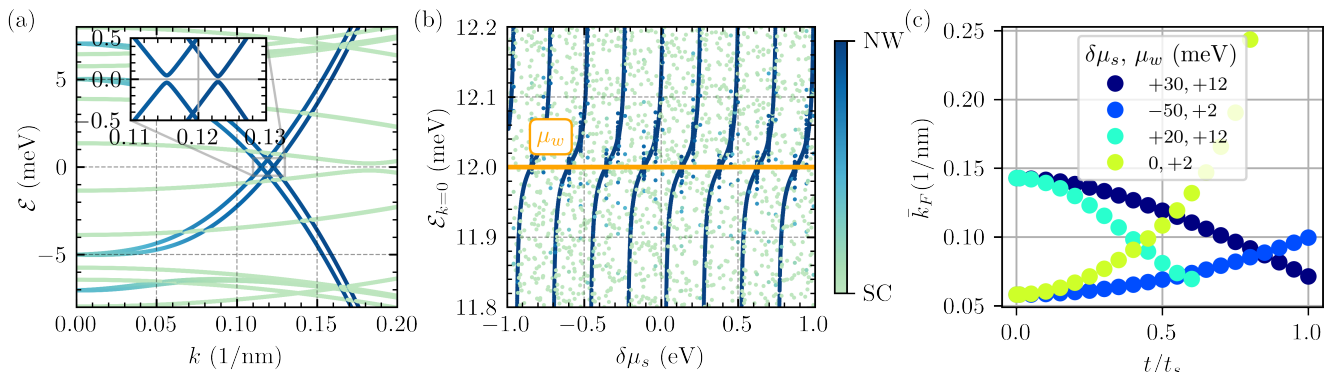 (a)
ℰ (meV)
5
0
−5
0.5
0.0
0.5
0.11
0.12
0.13
0.00
0.05
0.10
0.15
0.20
k (1/nm)
(b)
ℰk=0 (meV)
12.2
12.1
12.0
11.9
11.8
μw
−1.0
−0.5
0.0
0.5
1.0
δμs (eV)
NW
SC
(c)
k̄F(1/nm)
0.25
0.20
0.15
0.10
0.05
δμs, μw (meV)
+30, +12
−50, +2
+20, +12
0, +2
0.0
0.5
1.0
t/ts